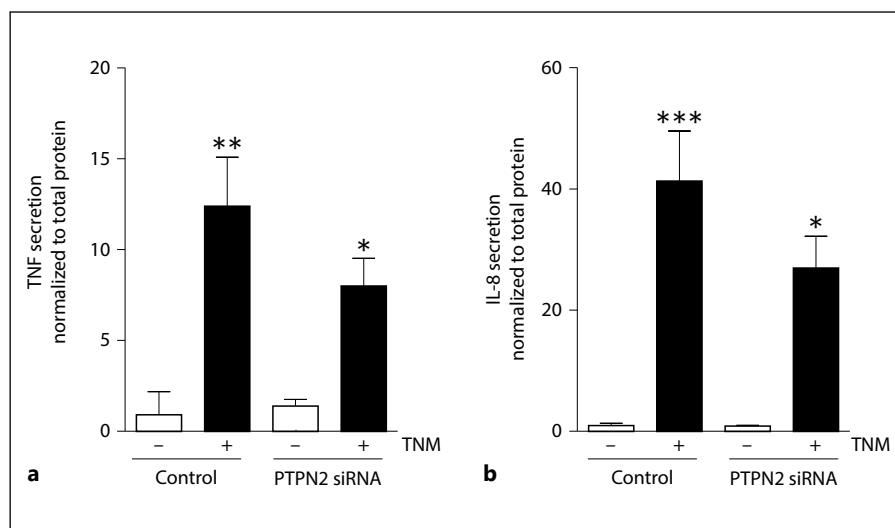 TNF secretion
normalized to total protein
20
15
10
5
0
**
*
– + – + TNM
Control PTPN2 siRNA
a
IL-8 secretion
normalized to total protein
60
40
20
0
***
*
– + – + TNM
Control PTPN2 siRNA
b